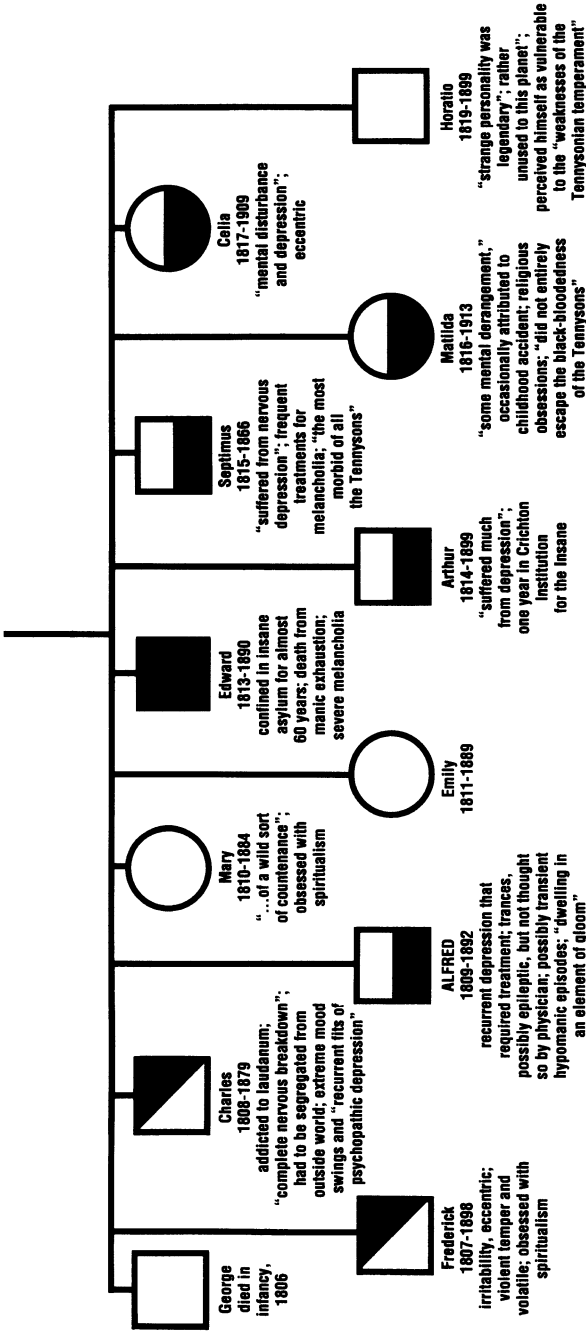 George
died in
infancy,
1806
Frederick
1807-1898
irritability, eccentric;
violent temper and
volatile; obsessed with
spiritualism
Charles
1808-1879
addicted to laudanum;
“complete nervous breakdown”;
had to be segregated from
outside world; extreme mood
swings and “recurrent fits of
psychopathic depression”
ALFRED
1809-1892
recurrent depression that
required treatment; trances,
possibly epileptic, but not thought
so by physician; possibly transient
hypomanic episodes; “dwelling in
an element of gloom”
Mary
1810-1884
“...of a wild sort
of countenance”;
obsessed with
spiritualism
Emily
1811-1889
Edward
1813-1890
confined in insane
asylum for almost
60 years; death from
manic exhaustion;
severe melancholia
Arthur
1814-1899
“suffered much
from depression”;
one year in Crichton
Institution
for the Insane
Septimus
1815-1866
“suffered from nervous
depression”; frequent
treatments for
melancholia; “the most
morbid of all
the Tennysons”
Matilda
1816-1913
“some mental derangement,”
occasionally attributed to
childhood accident; religious
obsessions; “did not entirely
escape the black-bloodedness
of the Tennysons”
Celia
1817-1909
“mental disturbance
and depression”;
eccentric
Horatio
1819-1899
“strange personality was
legendary”; rather
unused to this planet”;
perceived himself as vulnerable
to the “weaknesses of the
Tennysonian temperament”